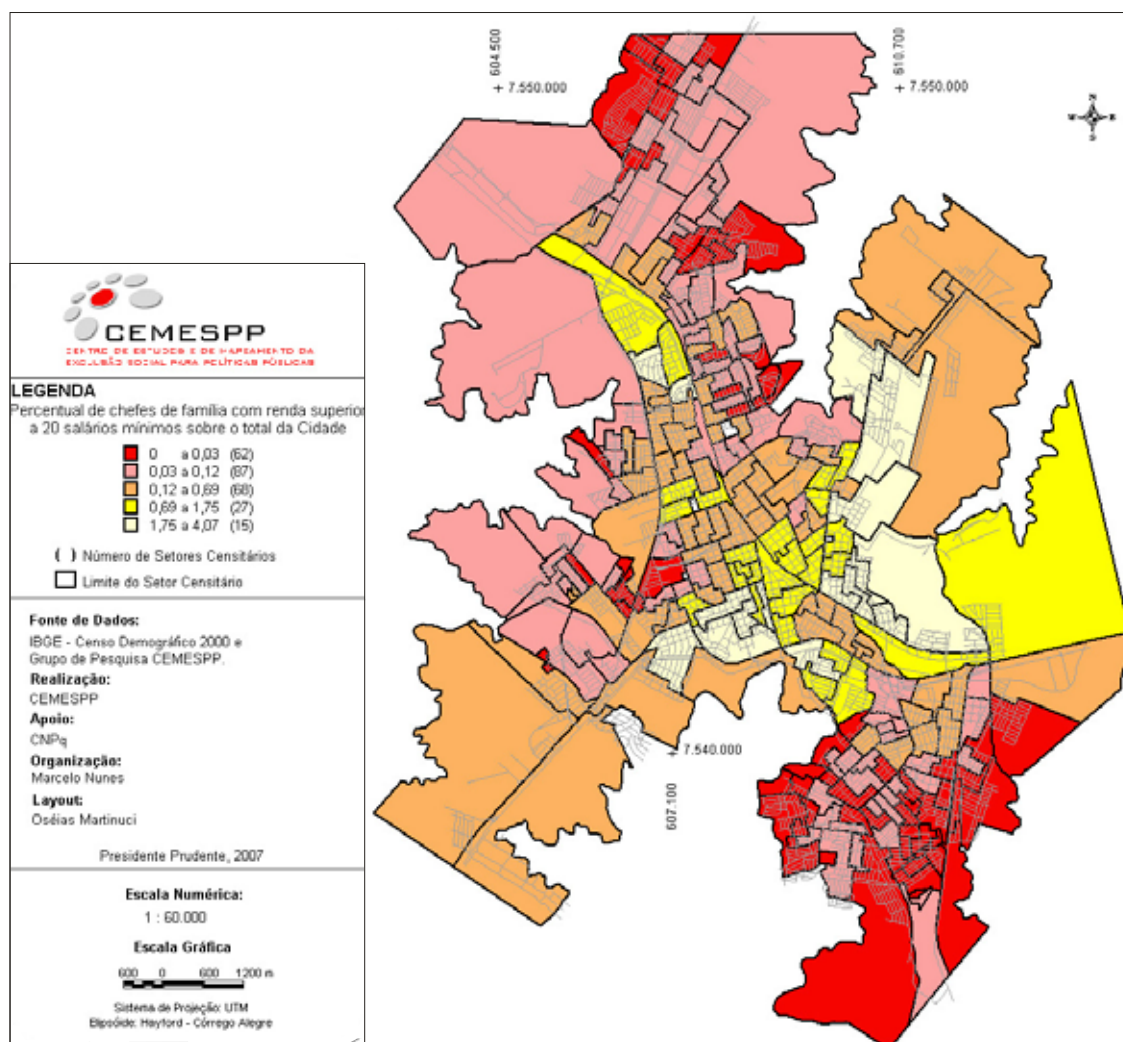 604.500
+ 7.550.000
610.700
+ 7.550.000
N
W
CEMESPP
CENTRO DE ESTUDOS E DE MAPEAMENTO DA
EXCLUSÃO SOCIAL PARA POLÍTICAS PÚBLICAS
LEGENDA
Percentual de chefes de família com renda superior
a 20 salários mínimos sobre o total da Cidade
0 a 0,03 (62)
0,03 a 0,12 (87)
0,12 a 0,69 (68)
0,69 a 1,75 (27)
1,75 a 4,07 (15)
( ) Número de Setores Censitários
Limite do Setor Censitário
Fonte de Dados:
IBGE - Censo Demográfico 2000 e
Grupo de Pesquisa CEMESPP.
Realização:
CEMESPP
Apoio:
CNPq
Organização:
Marcelo Nunes
Layout:
Oséias Martinuci
Presidente Prudente, 2007
Escala Numérica:
1 : 60.000
Escala Gráfica
600 0 600 1200 m
Sistema de Projeção: UTM
Elipsóide: Hayford - Córrego Alegre
+ 7.540.000
607.100